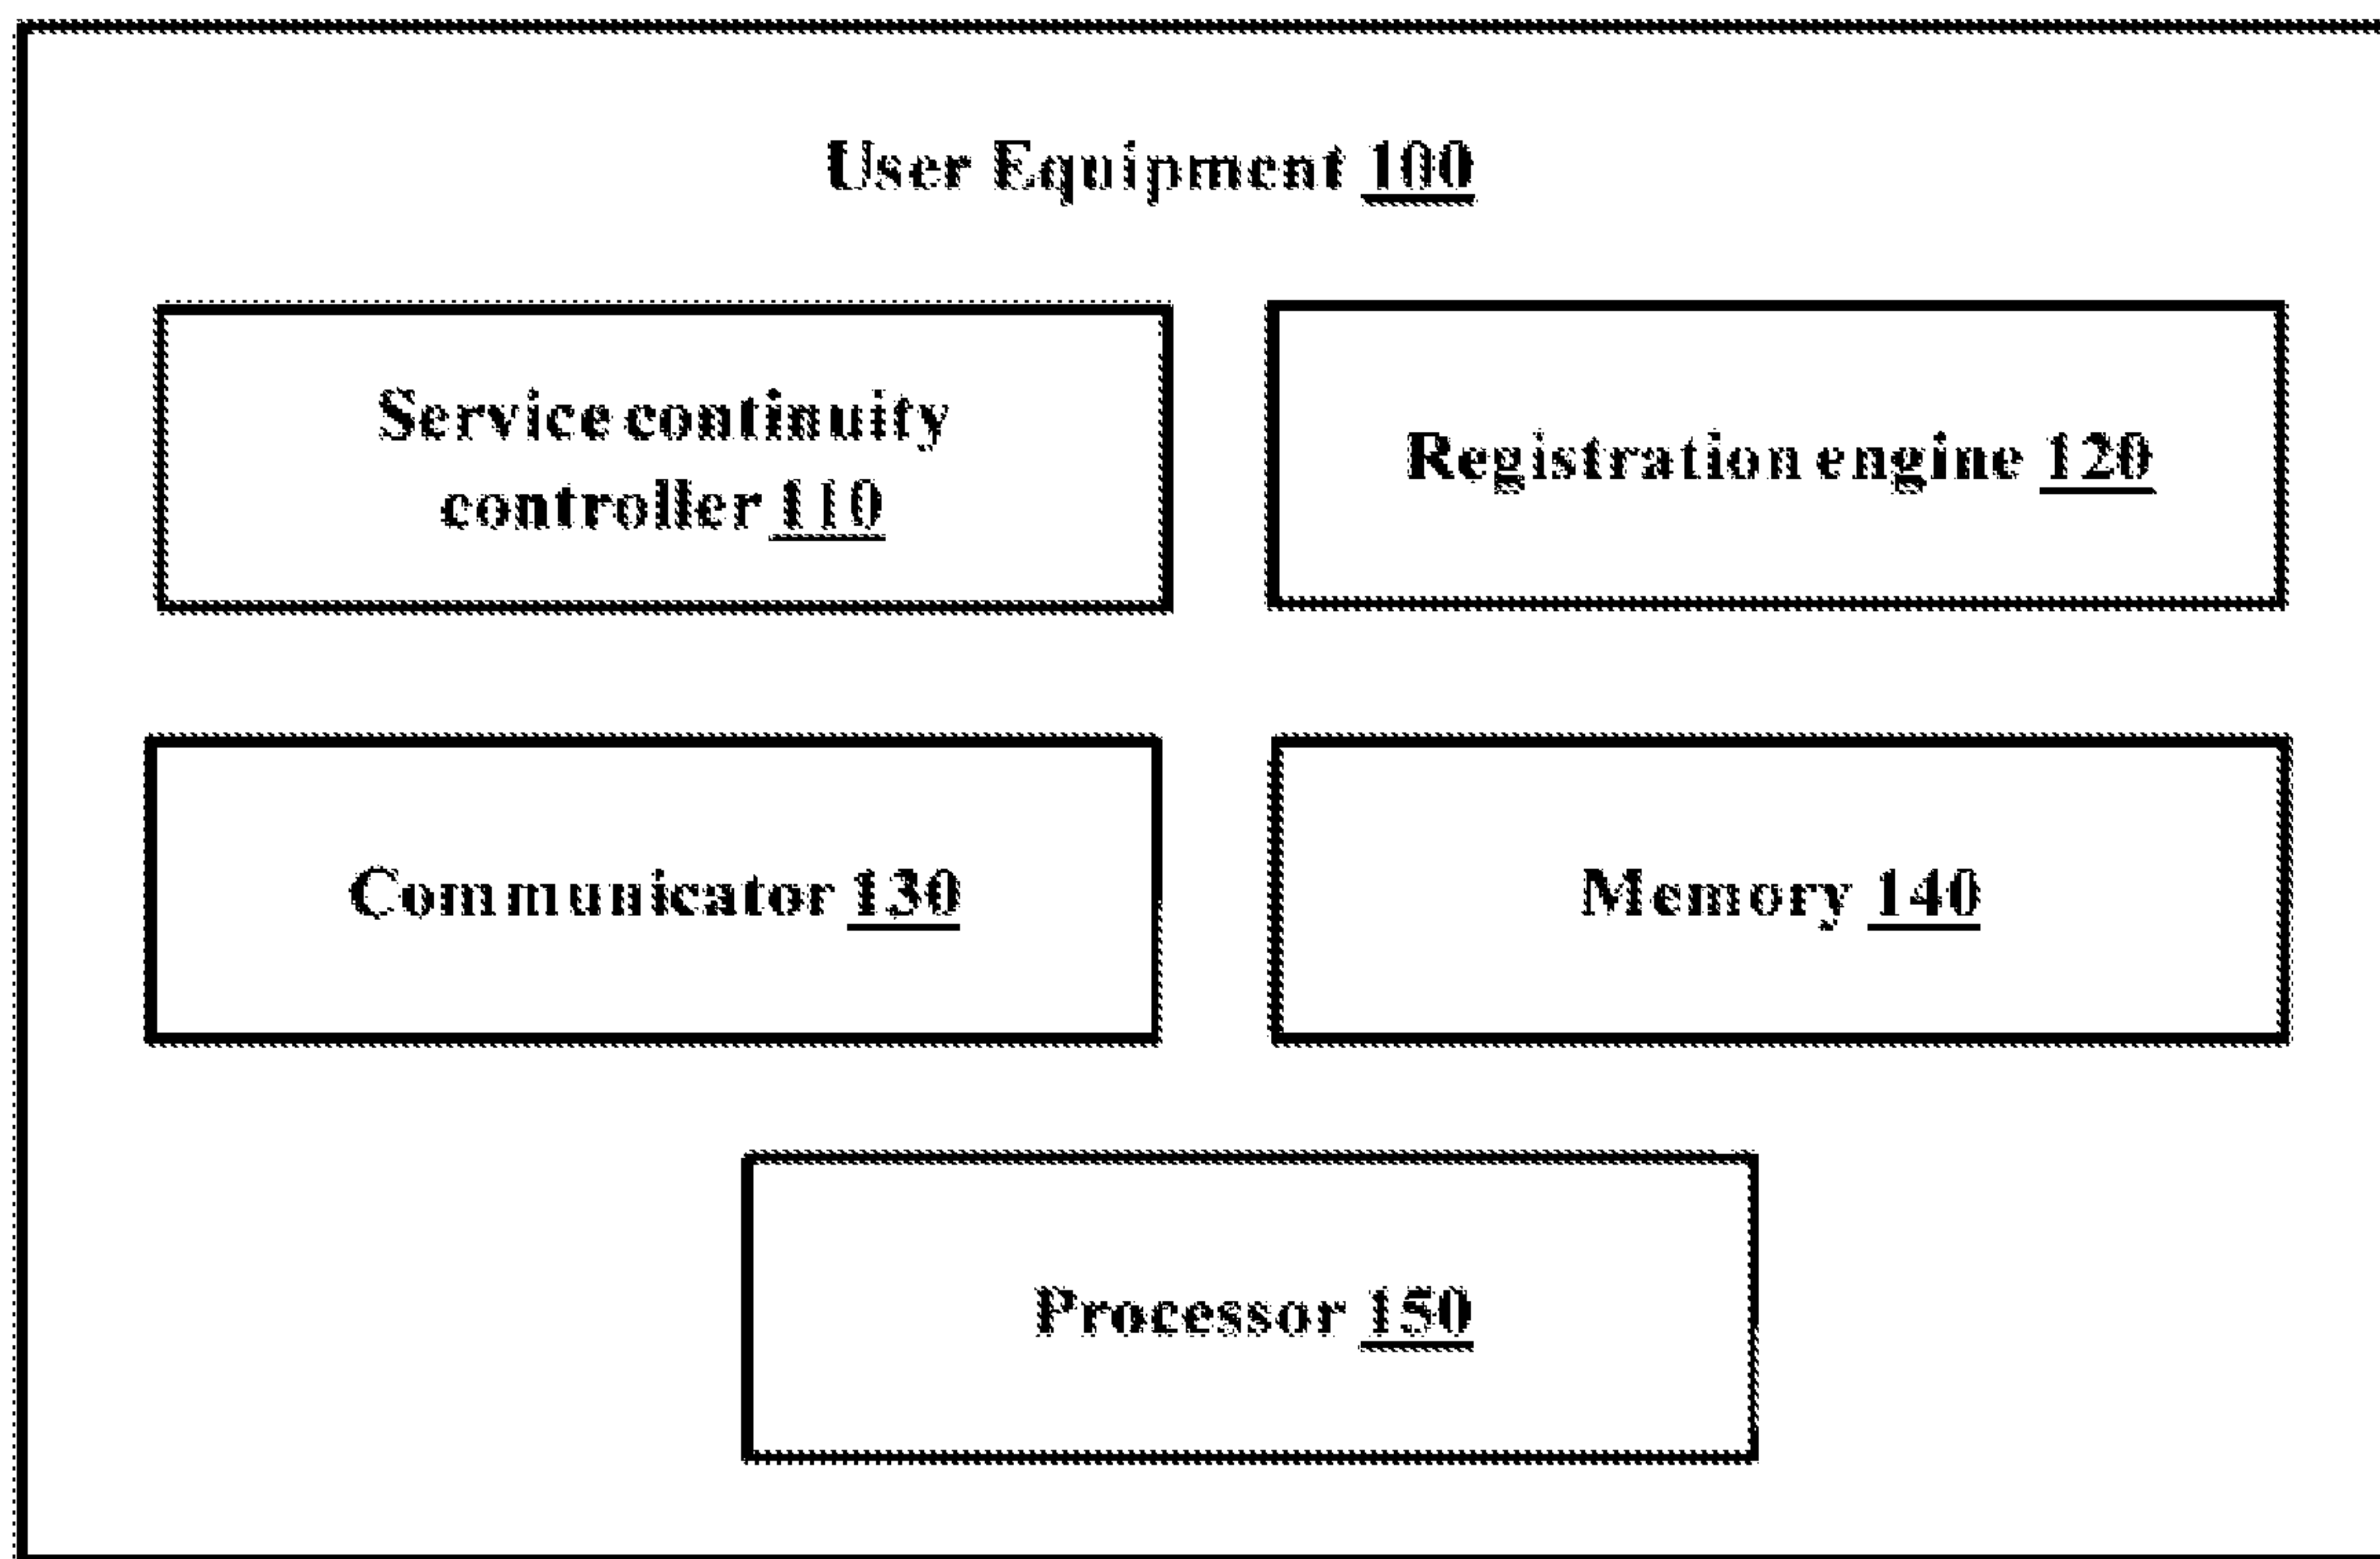 User Equipment 100
Service continuity
controller 110
Registration engine 120
Communicator 130
Memory 140
Processor 150